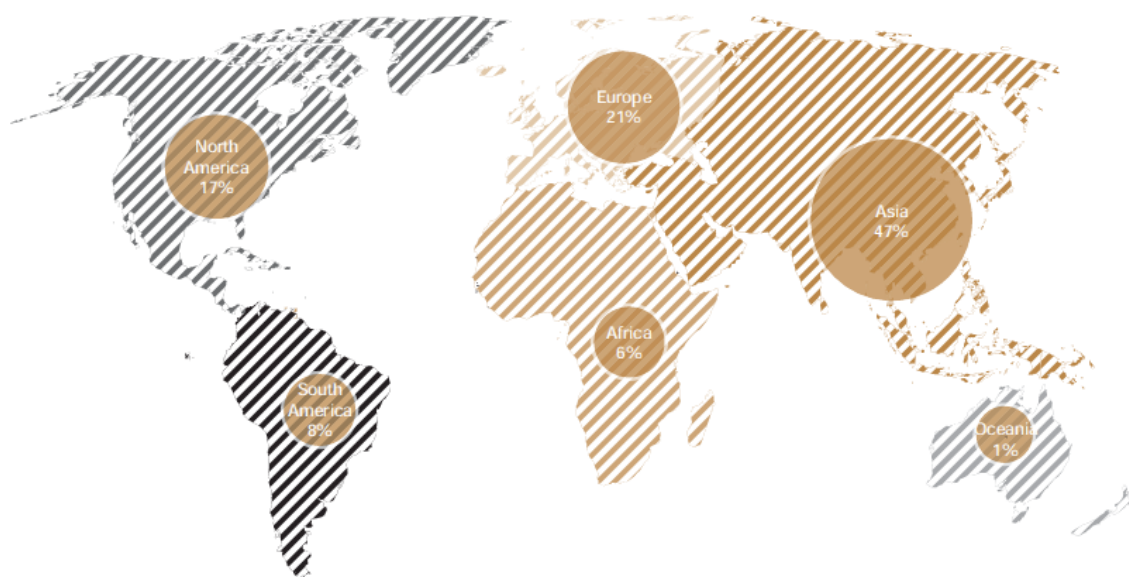 Europe
21%
North
America
17%
Asia
47%
Africa
6%
South
America
8%
Oceania
1%